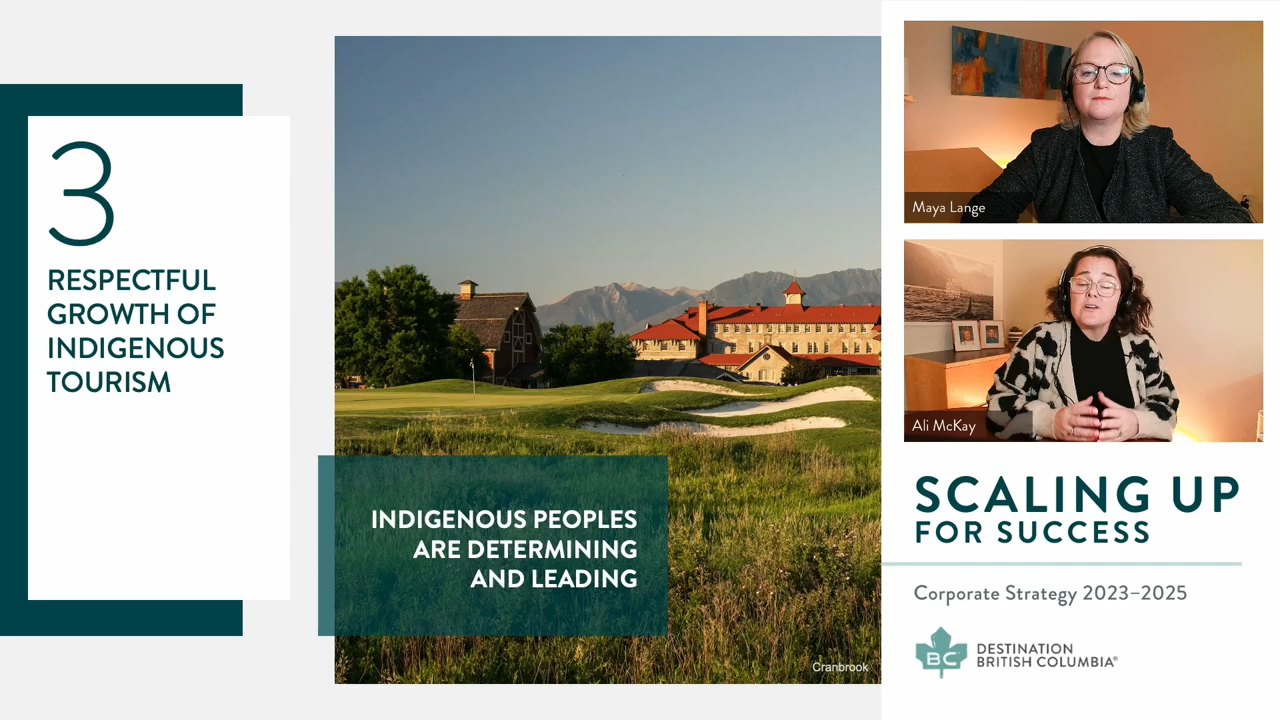 3
RESPECTFUL
GROWTH OF
INDIGENOUS
TOURISM
INDIGENOUS PEOPLES
ARE DETERMINING
AND LEADING
Cranbrook
Maya Lange
Ali McKay
SCALING UP
FOR SUCCESS
Corporate Strategy 2023–2025
BC
DESTINATION
BRITISH COLUMBIA®